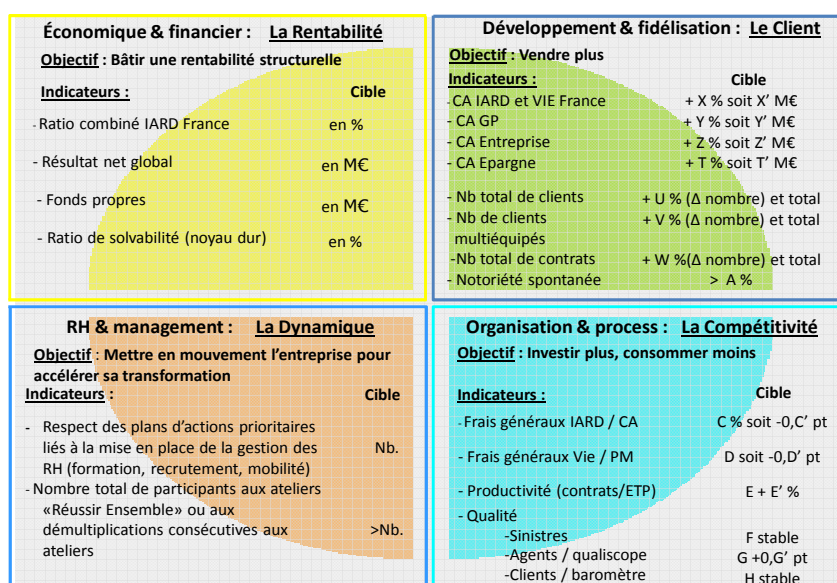 Économique & financier : La Rentabilité
Objectif : Bâtir une rentabilité structurelle
Indicateurs : Cible
- Ratio combiné IARD France en %
- Résultat net global en M€
- Fonds propres en M€
- Ratio de solvabilité (noyau dur) en %
Développement & fidélisation : Le Client
Objectif : Vendre plus
Indicateurs : Cible
- CA IARD et VIE France + X % soit X’ M€
- CA GP + Y % soit Y’ M€
- CA Entreprise + Z % soit Z’ M€
- CA Epargne + T % soit T’ M€
- Nb total de clients + U % (Δ nombre) et total
- Nb de clients + V % (Δ nombre) et total
multiéquipés
-Nb total de contrats + W %(Δ nombre) et total
- Notoriété spontanée > A %
RH & management : La Dynamique
Objectif : Mettre en mouvement l’entreprise pour
accélérer sa transformation
Indicateurs : Cible
- Respect des plans d’actions prioritaires
liés à la mise en place de la gestion des Nb.
RH (formation, recrutement, mobilité)
- Nombre total de participants aux ateliers
«Réussir Ensemble» ou aux
démultiplications consécutives aux >Nb.
ateliers
Organisation & process : La Compétitivité
Objectif : Investir plus, consommer moins
Indicateurs : Cible
- Frais généraux IARD / CA C % soit -0,C’ pt
- Frais généraux Vie / PM D soit -0,D’ pt
- Productivité (contrats/ETP) E + E’ %
- Qualité
-Sinistres F stable
-Agents / qualiscope G +0,G’ pt
-Clients / baromètre H stable